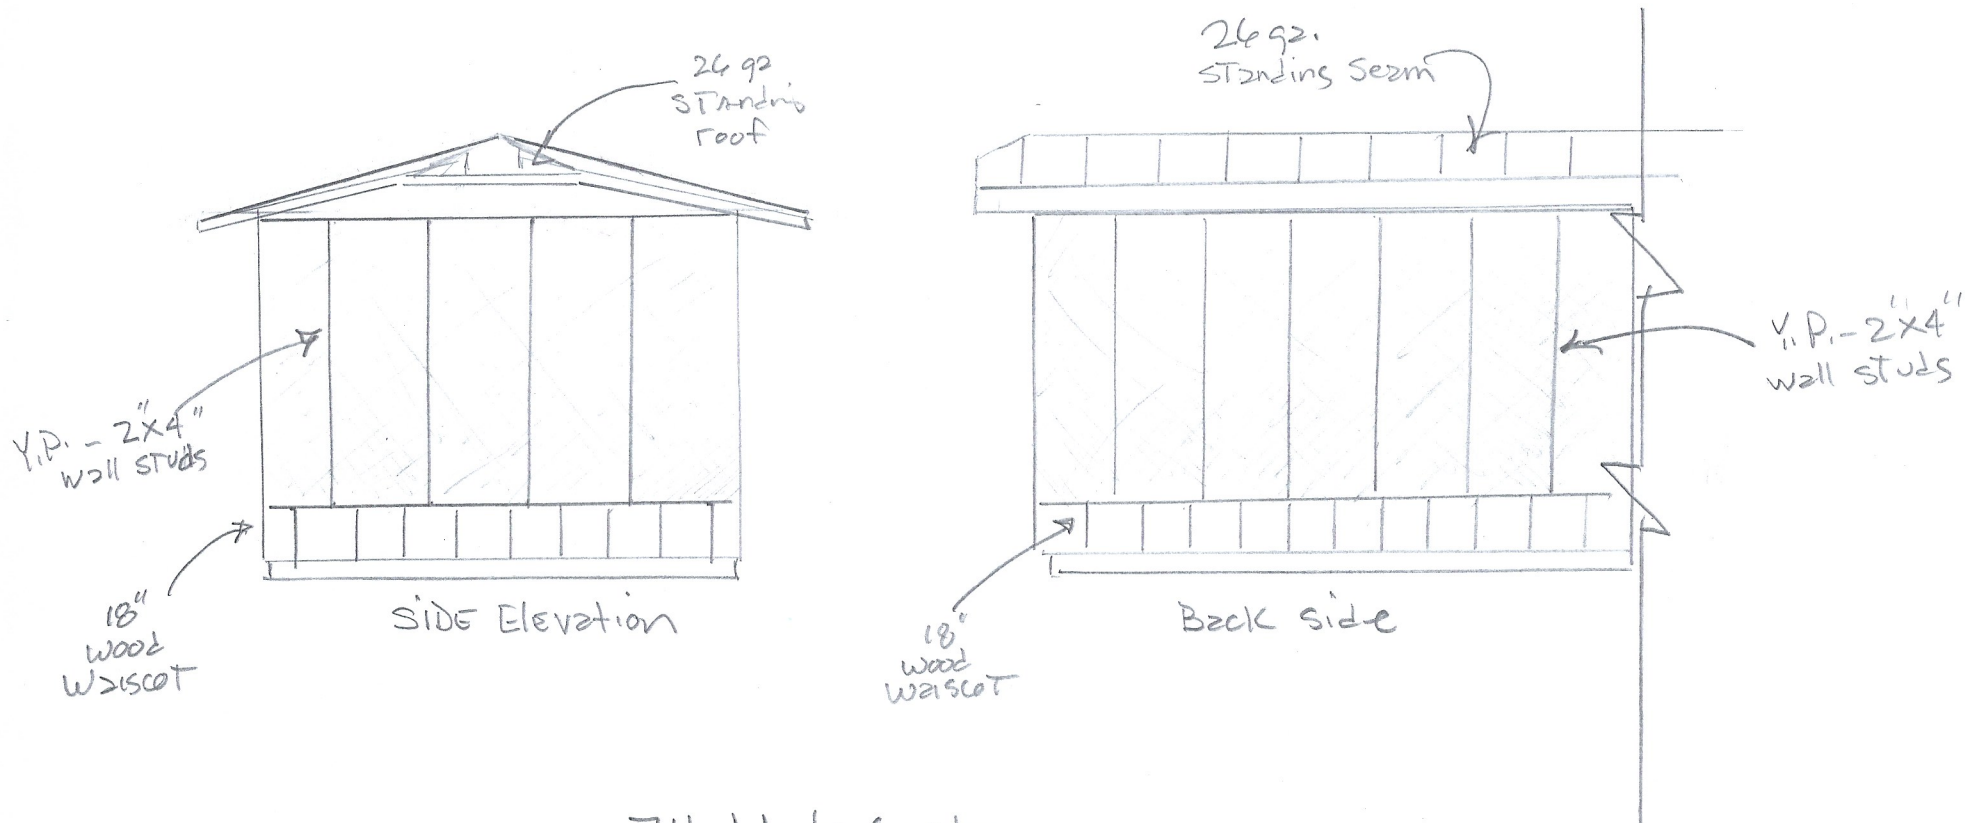 26 ga
standing
roof
26 ga.
standing seam
Y.P. - 2"x4"
wall studs
Y.P. - 2"x4"
wall studs
18"
wood
waiscot
SIDE Elevation
18"
wood
waiscot
Back side